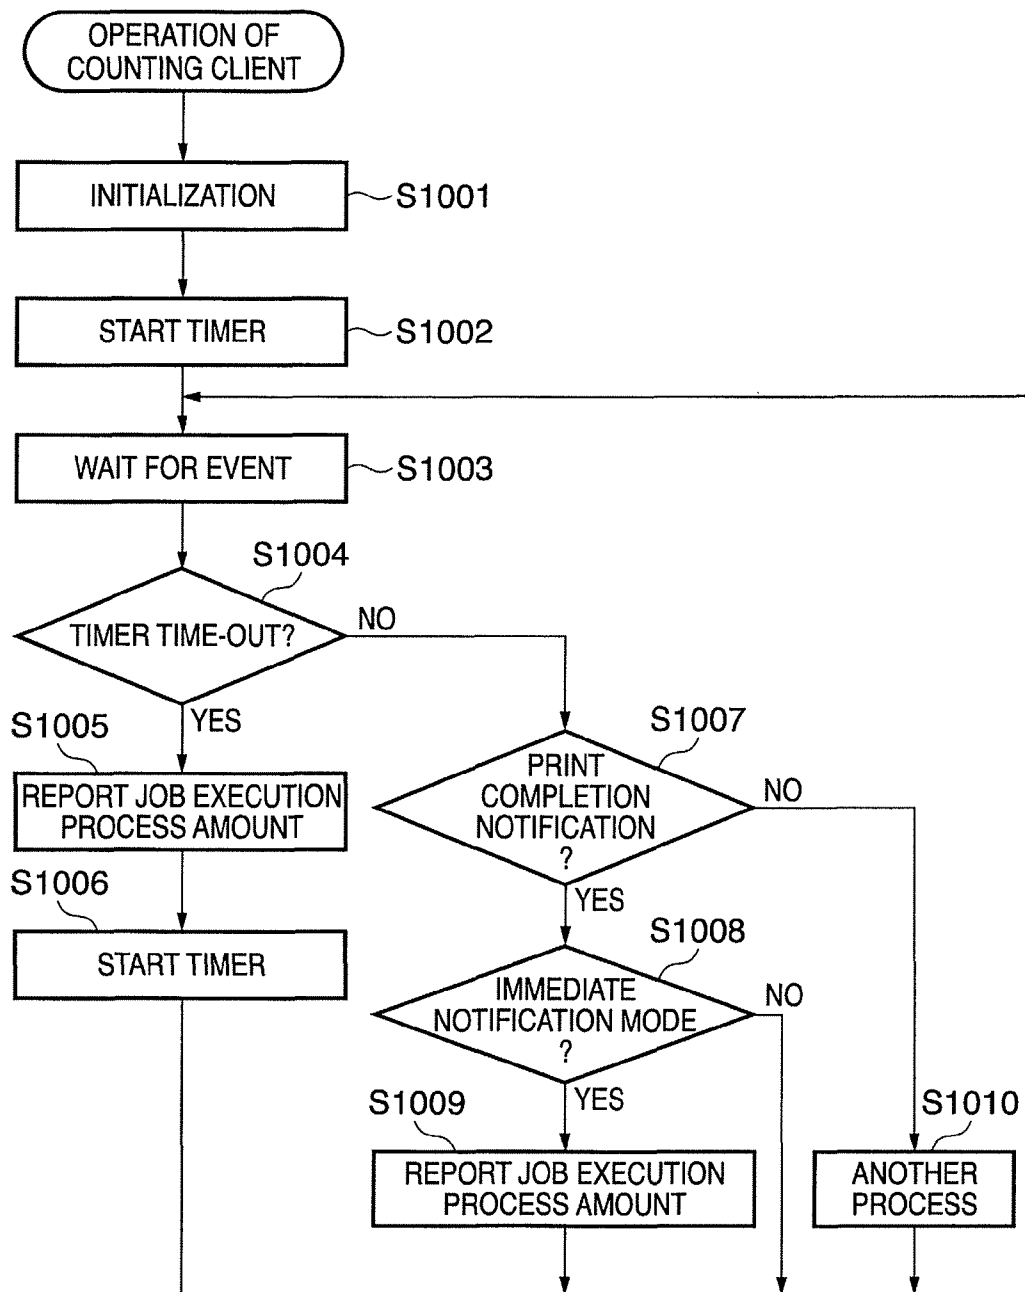 OPERATION OF
COUNTING CLIENT
INITIALIZATION
S1001
START TIMER
S1002
WAIT FOR EVENT
S1003
S1004
TIMER TIME-OUT?
NO
YES
S1005
REPORT JOB EXECUTION
PROCESS AMOUNT
S1006
START TIMER
S1007
PRINT
COMPLETION
NOTIFICATION
?
NO
YES
S1008
IMMEDIATE
NOTIFICATION MODE
?
NO
YES
S1009
REPORT JOB EXECUTION
PROCESS AMOUNT
S1010
ANOTHER
PROCESS